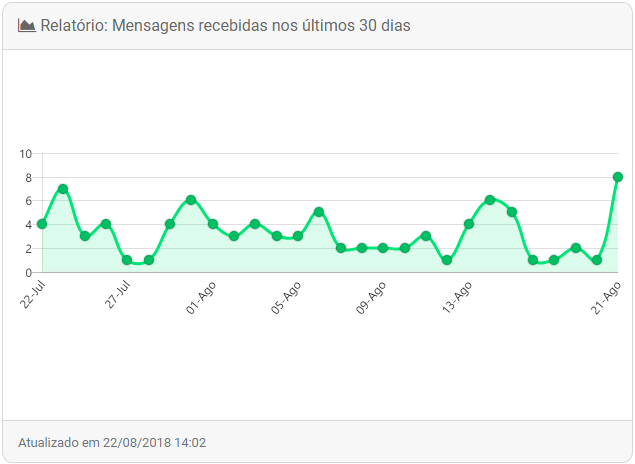 Relatório: Mensagens recebidas nos últimos 30 dias
10
8
6
4
2
0
22-Jul
27-Jul
01-Ago
05-Ago
09-Ago
13-Ago
21-Ago
Atualizado em 22/08/2018 14:02